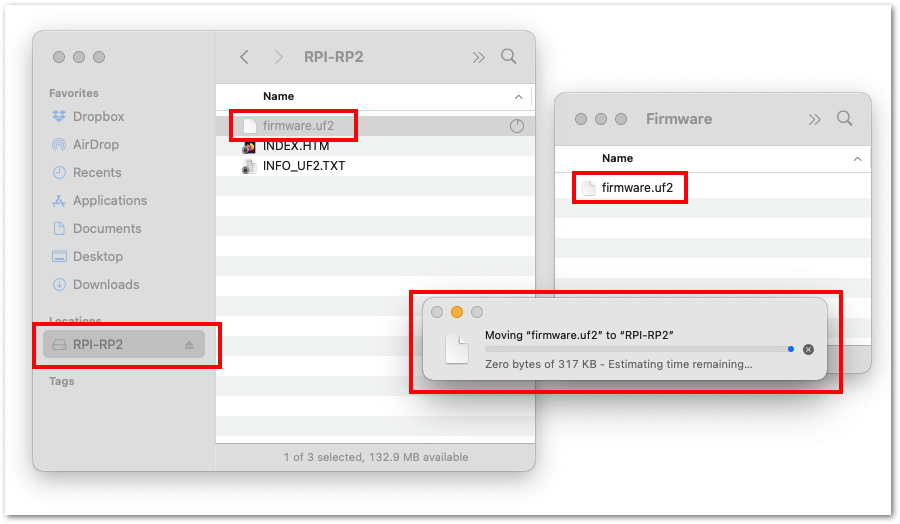 RPI-RP2
Favorites
Dropbox
AirDrop
Recents
Applications
Documents
Desktop
Downloads
Locations
RPI-RP2
Tags
Name
firmware.uf2
INDEX.HTM
INFO_UF2.TXT
1 of 3 selected, 132.9 MB available
Firmware
Name
firmware.uf2
Moving “firmware.uf2” to “RPI-RP2”
Zero bytes of 317 KB - Estimating time remaining...